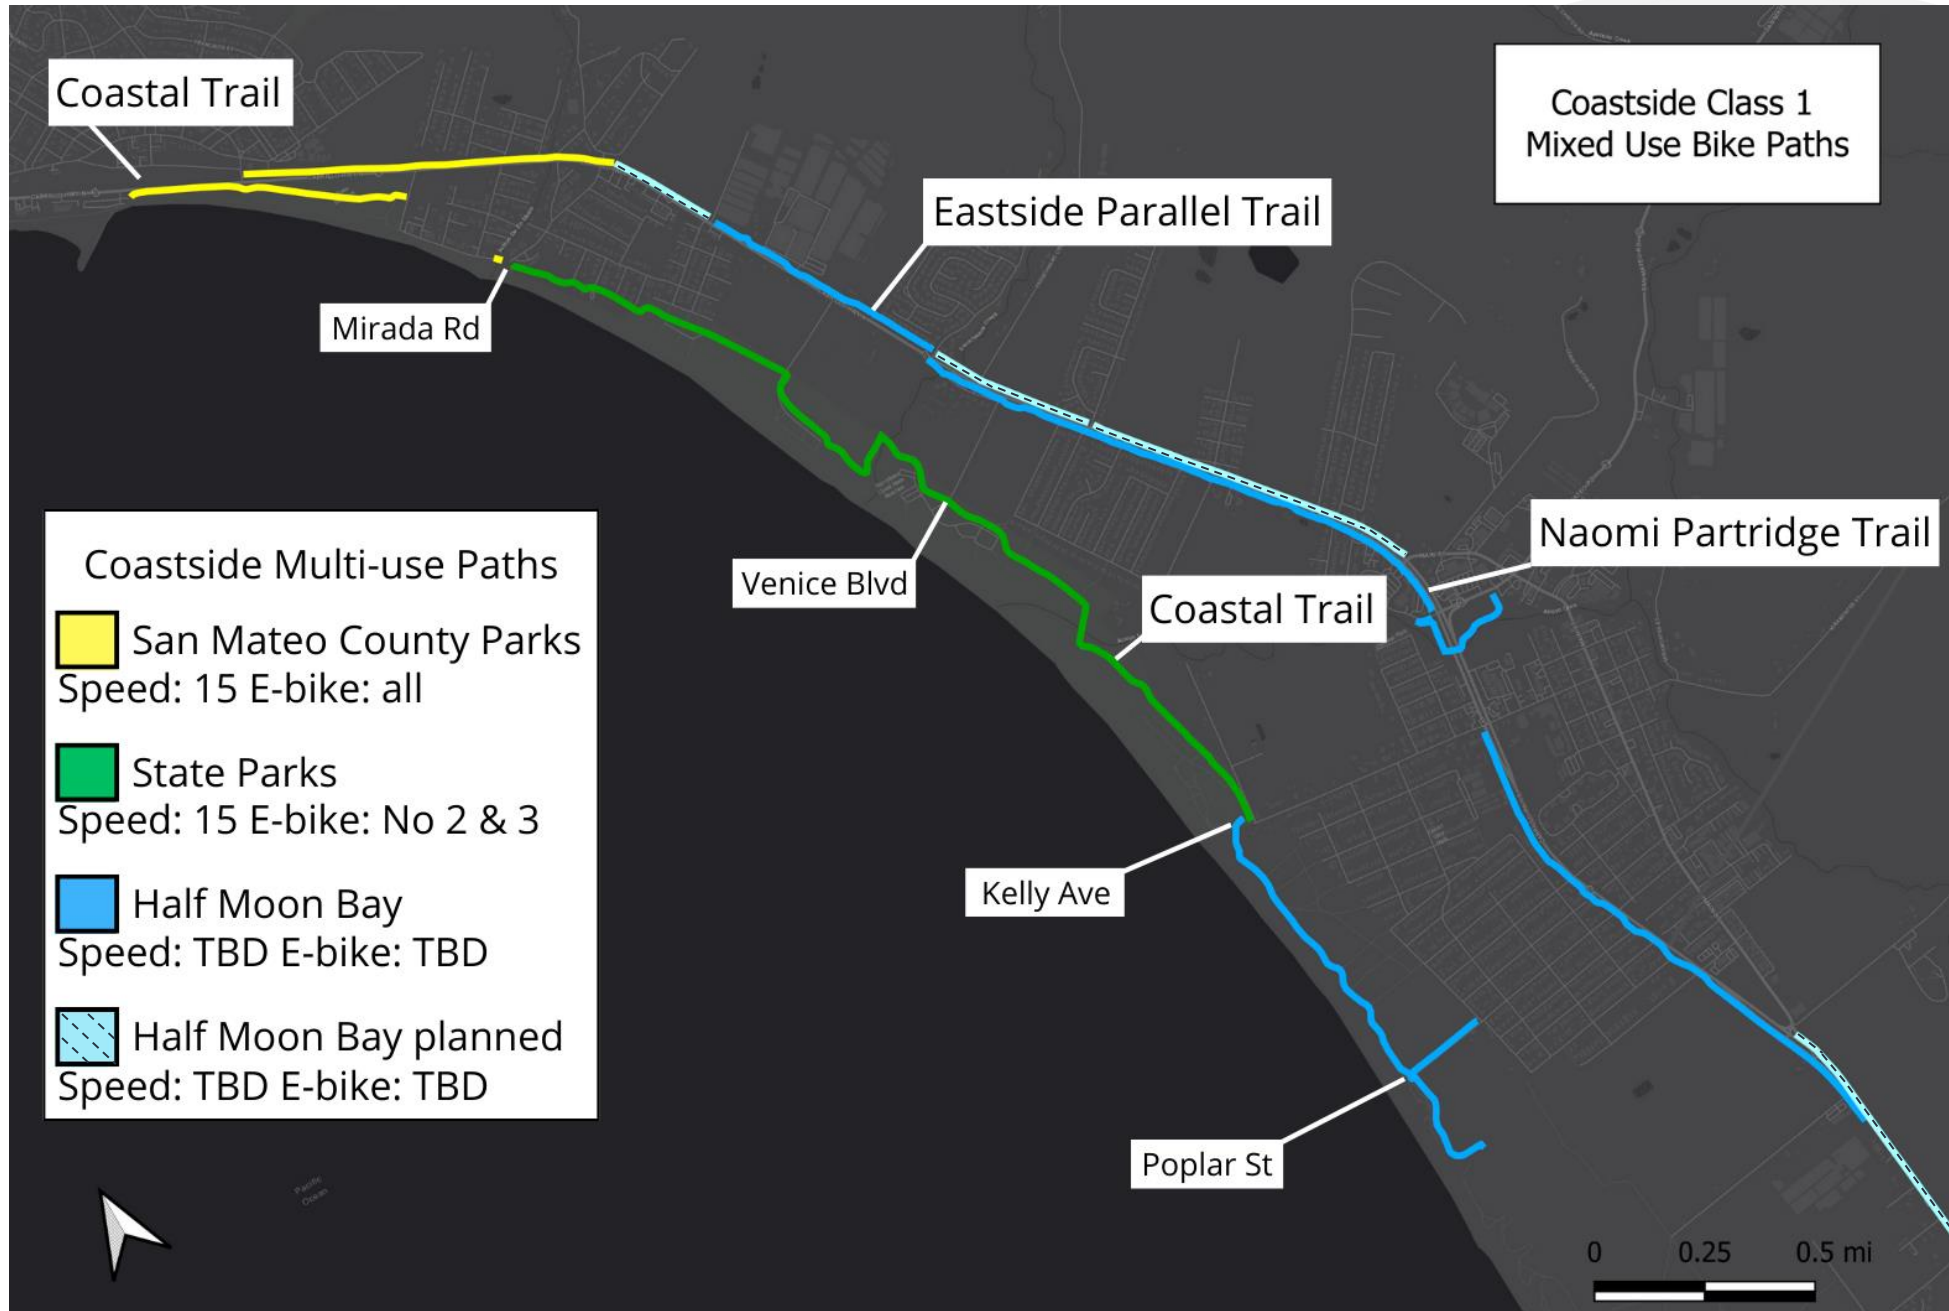 Coastal Trail
Coastside Class 1
Mixed Use Bike Paths
Eastside Parallel Trail
Mirada Rd
Naomi Partridge Trail
Venice Blvd
Coastal Trail
Coastside Multi-use Paths
San Mateo County Parks
Speed: 15 E-bike: all
State Parks
Speed: 15 E-bike: No 2 & 3
Half Moon Bay
Speed: TBD E-bike: TBD
Half Moon Bay planned
Speed: TBD E-bike: TBD
Kelly Ave
Poplar St
Pacific
Ocean
0 0.25 0.5 mi